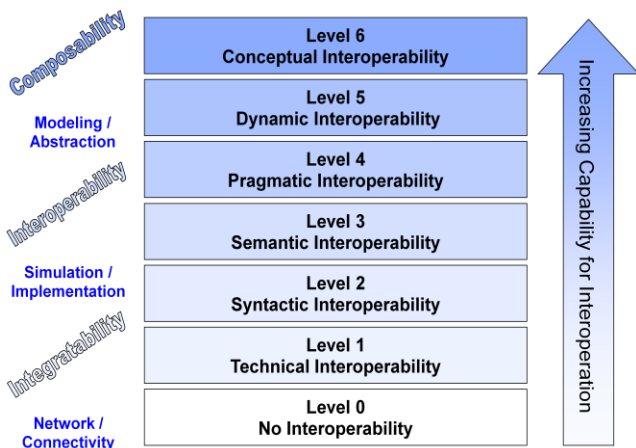 Composability
Modeling /
Abstraction
Interoperability
Simulation /
Implementation
Integratability
Network /
Connectivity
Level 6
Conceptual Interoperability
Level 5
Dynamic Interoperability
Level 4
Pragmatic Interoperability
Level 3
Semantic Interoperability
Level 2
Syntactic Interoperability
Level 1
Technical Interoperability
Level 0
No Interoperability
Increasing Capability for Interoperation